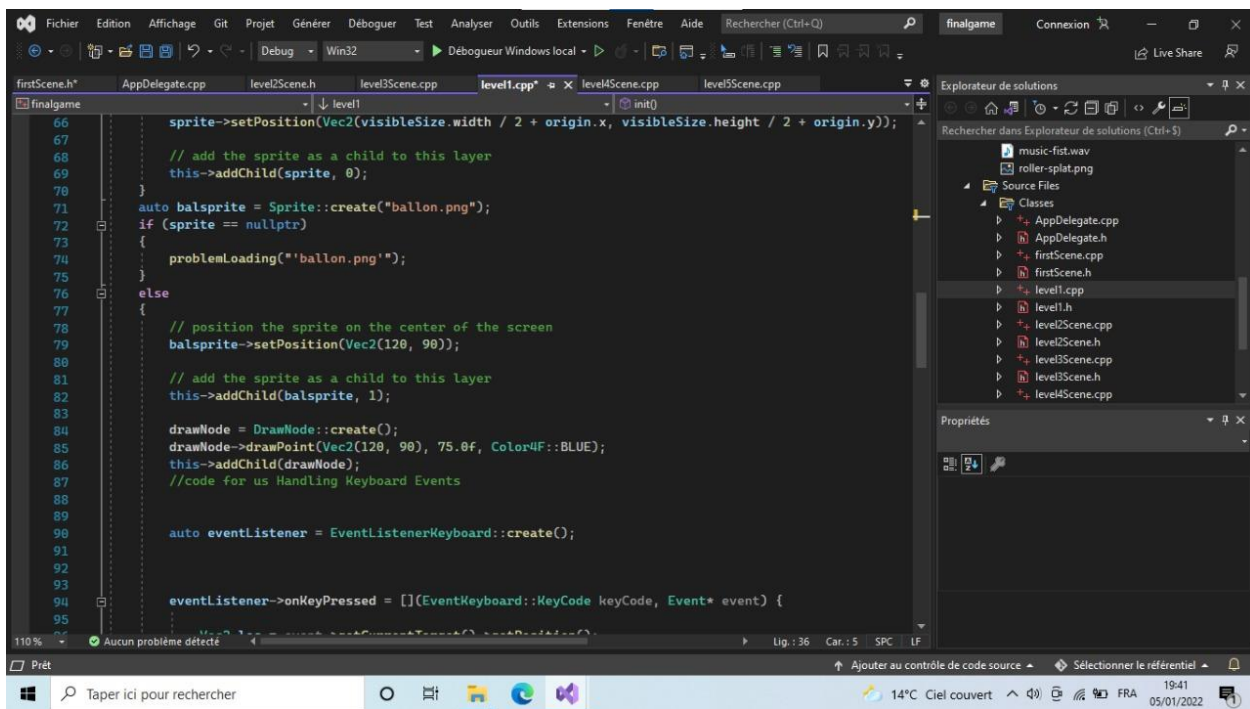 Fichier Edition Affichage Git Projet Générer Déboguer Test Analyser Outils Extensions Fenêtre Aide Rechercher (Ctrl+Q) finalgame Connexion
Debug Win32 Débogueur Windows local Live Share
firstScene.h* AppDelegate.cpp level2Scene.h level3Scene.cpp level1.cpp* level4Scene.cpp level5Scene.cpp
finalgame level1 init()
66 sprite->setPosition(Vec2(visibleSize.width / 2 + origin.x, visibleSize.height / 2 + origin.y));
67
68 // add the sprite as a child to this layer
69 this->addChild(sprite, 0);
70 }
71 auto balsprite = Sprite::create("ballon.png");
72 if (sprite == nullptr)
73 {
74 problemLoading("'ballon.png'");
75 }
76 else
77 {
78 // position the sprite on the center of the screen
79 balsprite->setPosition(Vec2(120, 90));
80
81 // add the sprite as a child to this layer
82 this->addChild(balsprite, 1);
83
84 drawNode = DrawNode::create();
85 drawNode->drawPoint(Vec2(120, 90), 75.0f, Color4F::BLUE);
86 this->addChild(drawNode);
87 //code for us Handling Keyboard Events
88
89
90 auto eventListener = EventListenerKeyboard::create();
91
92
93
94 eventListener->onKeyPressed = [](EventKeyboard::KeyCode keyCode, Event* event) {
95
110 % Aucun problème détecté Lig. : 36 Car. : 5 SPC LF
Explorateur de solutions
Rechercher dans Explorateur de solutions (Ctrl+$)
music-fist.wav
roller-splat.png
Source Files
Classes
AppDelegate.cpp
AppDelegate.h
firstScene.cpp
firstScene.h
level1.cpp
level1.h
level2Scene.cpp
level2Scene.h
level3Scene.cpp
level3Scene.h
level4Scene.cpp
Propriétés
Prêt Ajouter au contrôle de code source Sélectionner le référentiel
Taper ici pour rechercher 14°C Ciel couvert FRA 19:41
05/01/2022